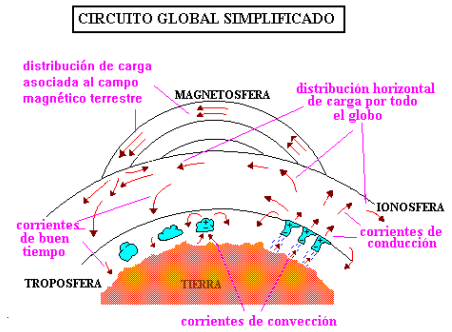 CIRCUITO GLOBAL SIMPLIFICADO
distribución de carga
asociada al campo
magnético terrestre
MAGNETOSFERA
distribución horizontal
de carga por todo
el globo
IONOSFERA
corrientes
de buen
tiempo
corrientes de
conducción
TROPOSFERA
TIERRA
corrientes de convección